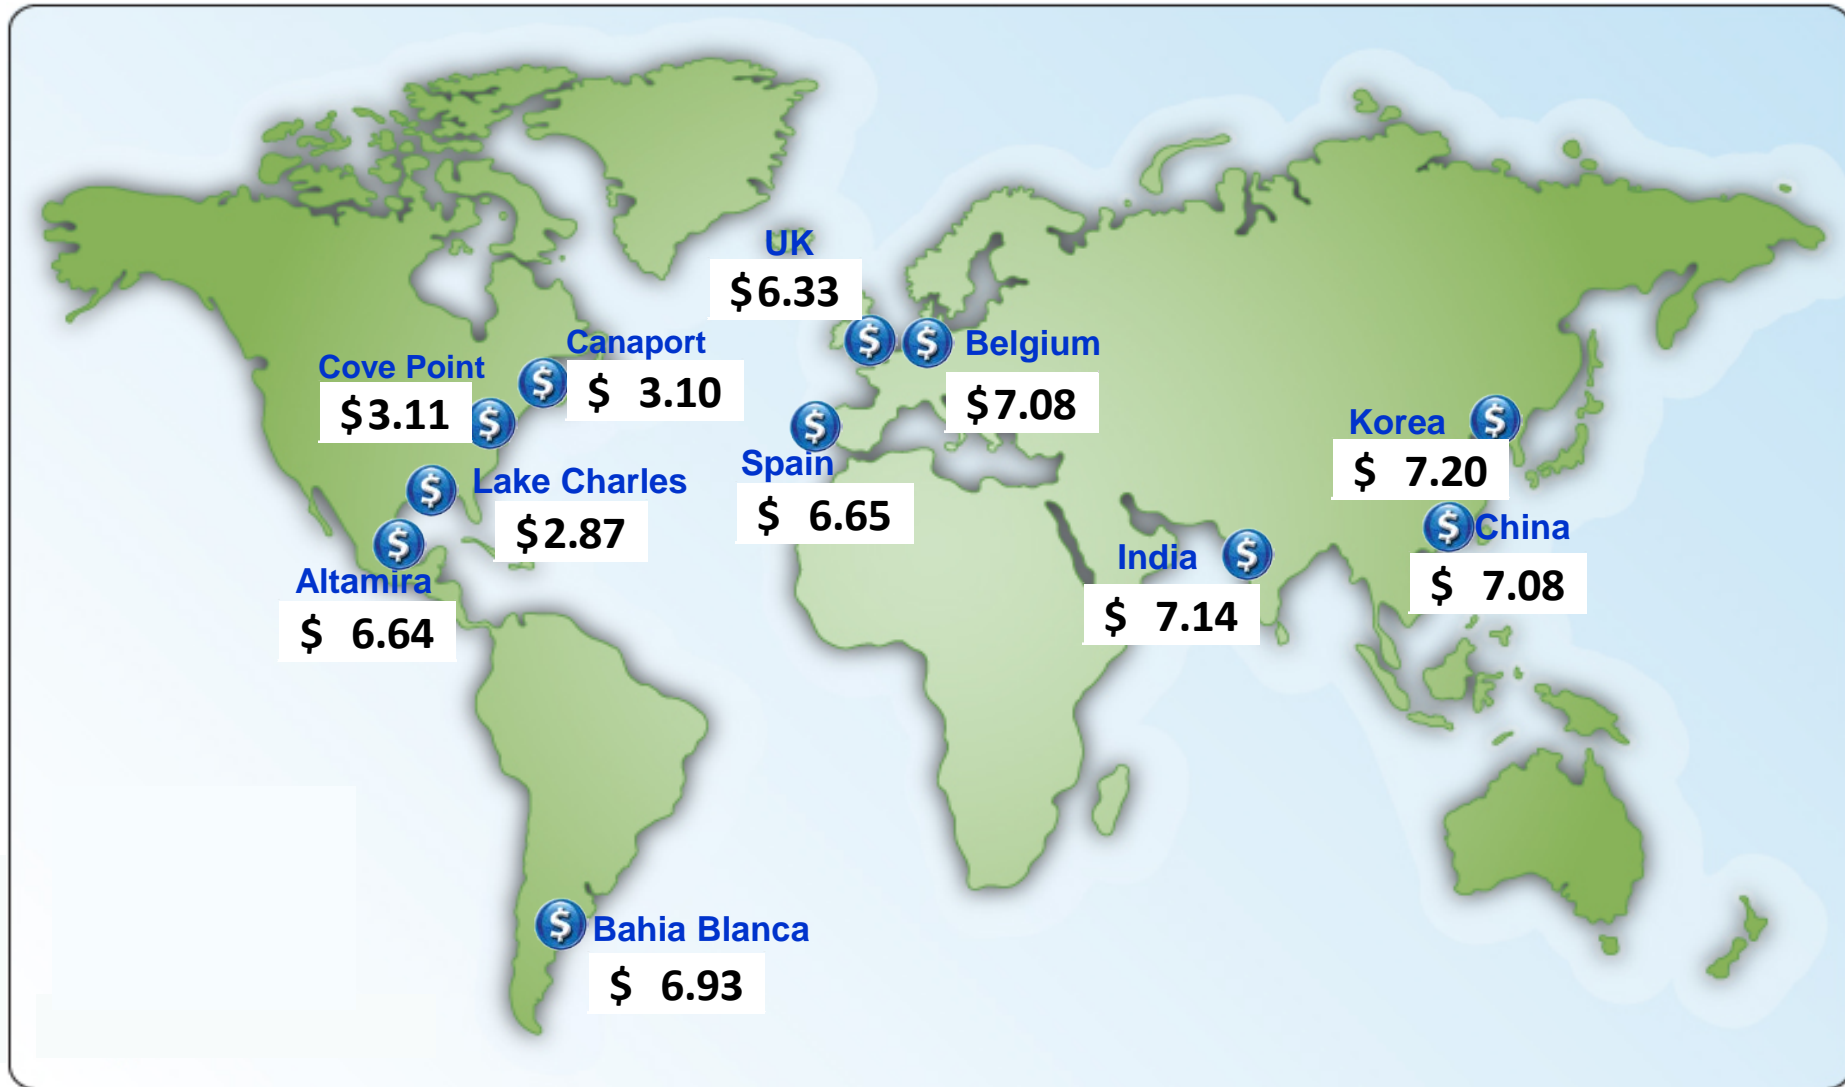 UK
$6.33
Canaport
$ 3.10
Cove Point
$3.11
Belgium
$7.08
Lake Charles
$2.87
Spain
$ 6.65
Korea
$ 7.20
China
$ 7.08
India
$ 7.14
Altamira
$ 6.64
Bahia Blanca
$ 6.93